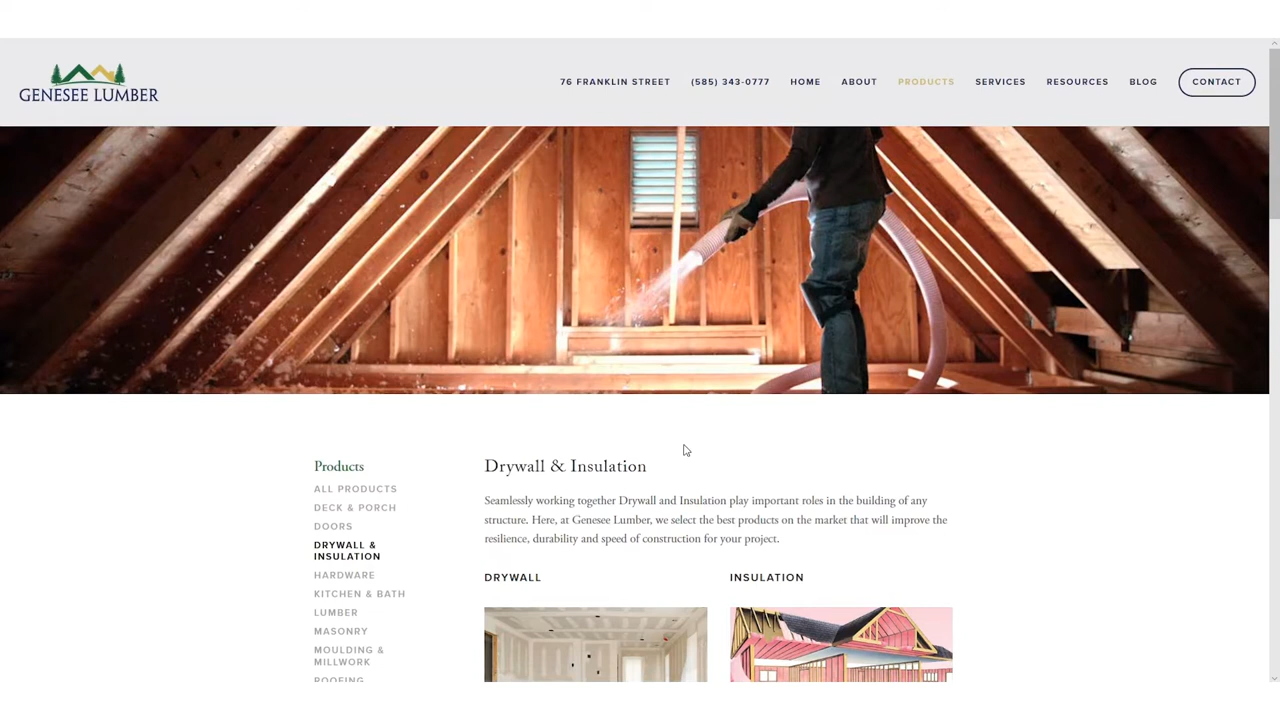 GENESEE LUMBER
76 FRANKLIN STREET
(585) 343-0777
HOME
ABOUT
PRODUCTS
SERVICES
RESOURCES
BLOG
CONTACT
Products
ALL PRODUCTS
DECK & PORCH
DOORS
DRYWALL &
INSULATION
HARDWARE
KITCHEN & BATH
LUMBER
MASONRY
MOULDING &
MILLWORK
ROOFING
Drywall & Insulation
Seamlessly working together Drywall and Insulation play important roles in the building of any
structure. Here, at Genesee Lumber, we select the best products on the market that will improve the
resilience, durability and speed of construction for your project.
DRYWALL
INSULATION